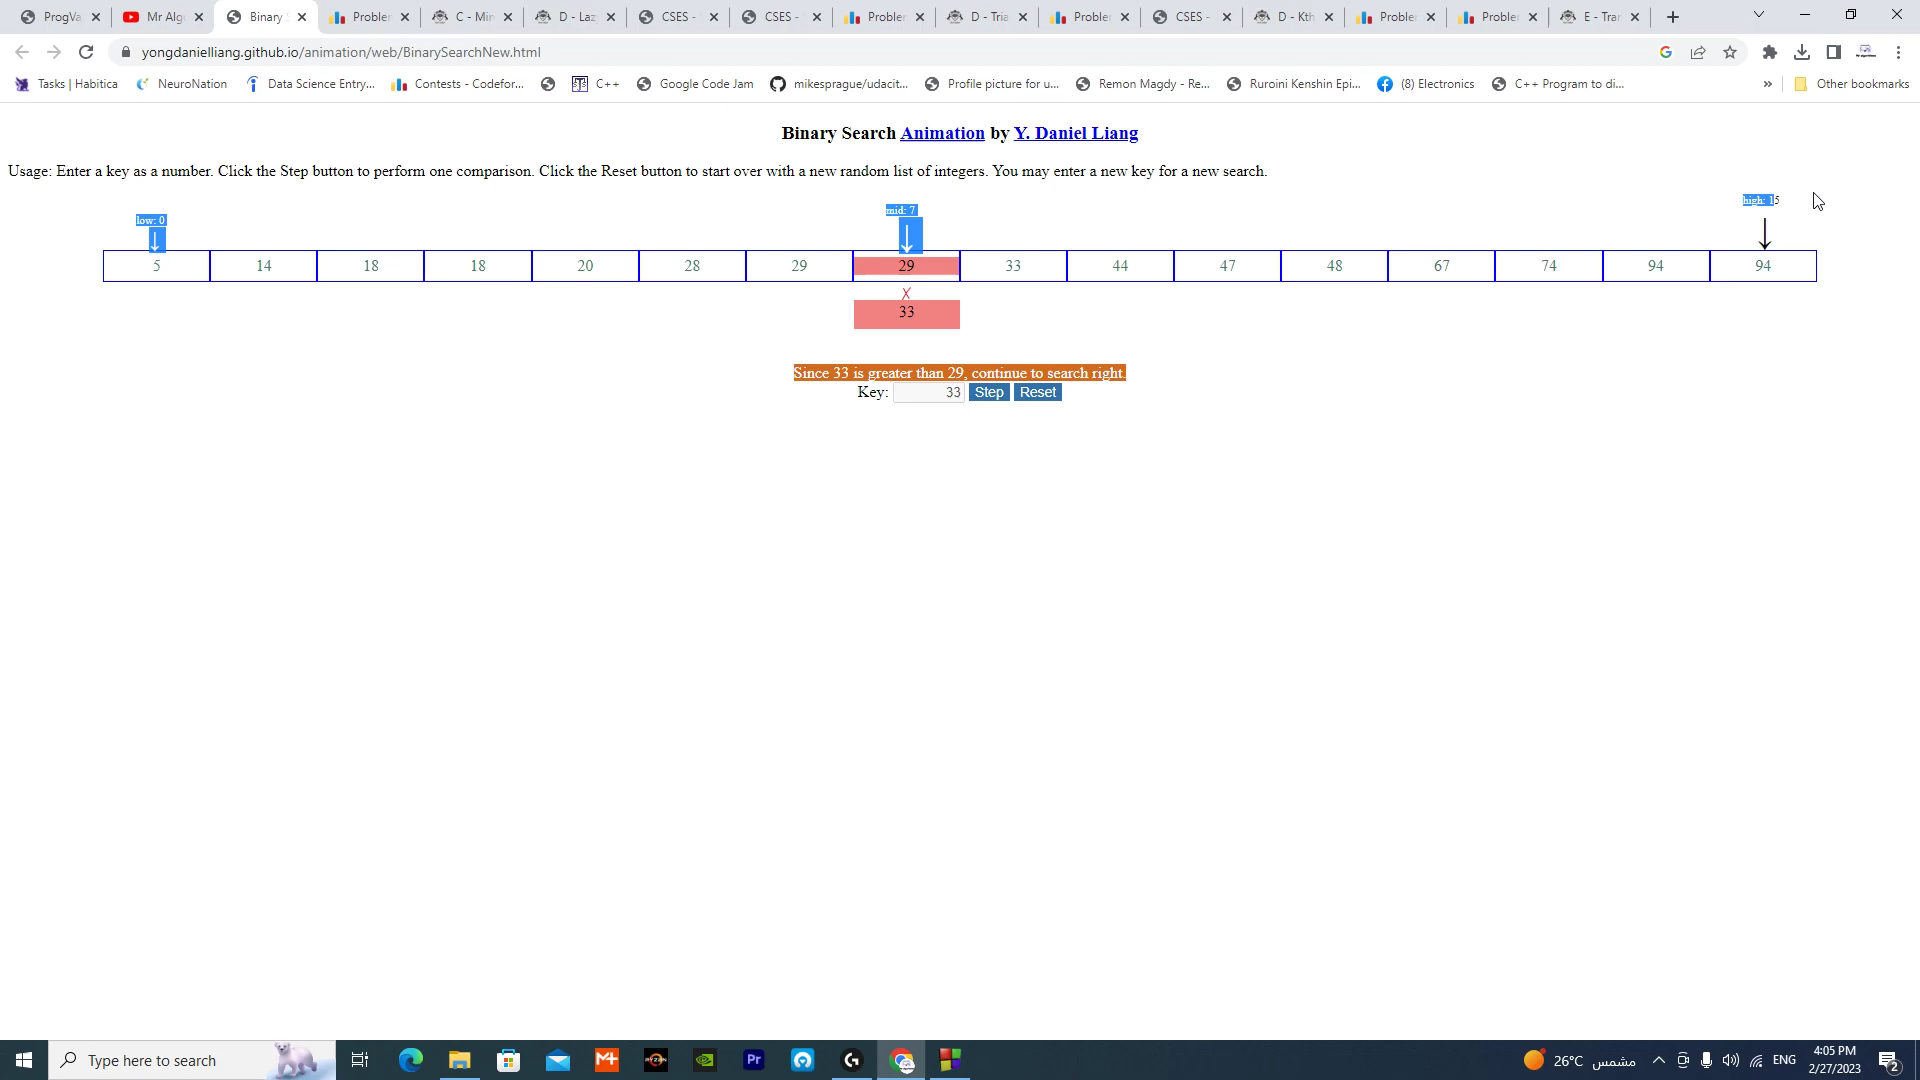 ProgVa
Mr Alg
Binary S
Probler
C - Min
D - Laz
CSES -
CSES -
Probler
D - Tria
Probler
CSES -
D - Kth
Probler
Probler
E - Trar
yongdanielliang.github.io/animation/web/BinarySearchNew.html
Tasks | Habitica
NeuroNation
Data Science Entry...
Contests - Codefor...
C++
Google Code Jam
mikesprague/udacit...
Profile picture for u...
Remon Magdy - Re...
Ruroini Kenshin Epi...
(8) Electronics
C++ Program to di...
»
Other bookmarks
Binary Search Animation by Y. Daniel Liang
Usage: Enter a key as a number. Click the Step button to perform one comparison. Click the Reset button to start over with a new random list of integers. You may enter a new key for a new search.
low: 0
mid: 7
high: 15
5 14 18 18 20 28 29 29 33 44 47 48 67 74 94 94
X
33
Since 33 is greater than 29, continue to search right.
Key: 33 Step Reset
Type here to search
M+
RYZEN
Pr
26°C مشمس
ENG
4:05 PM
2/27/2023
2